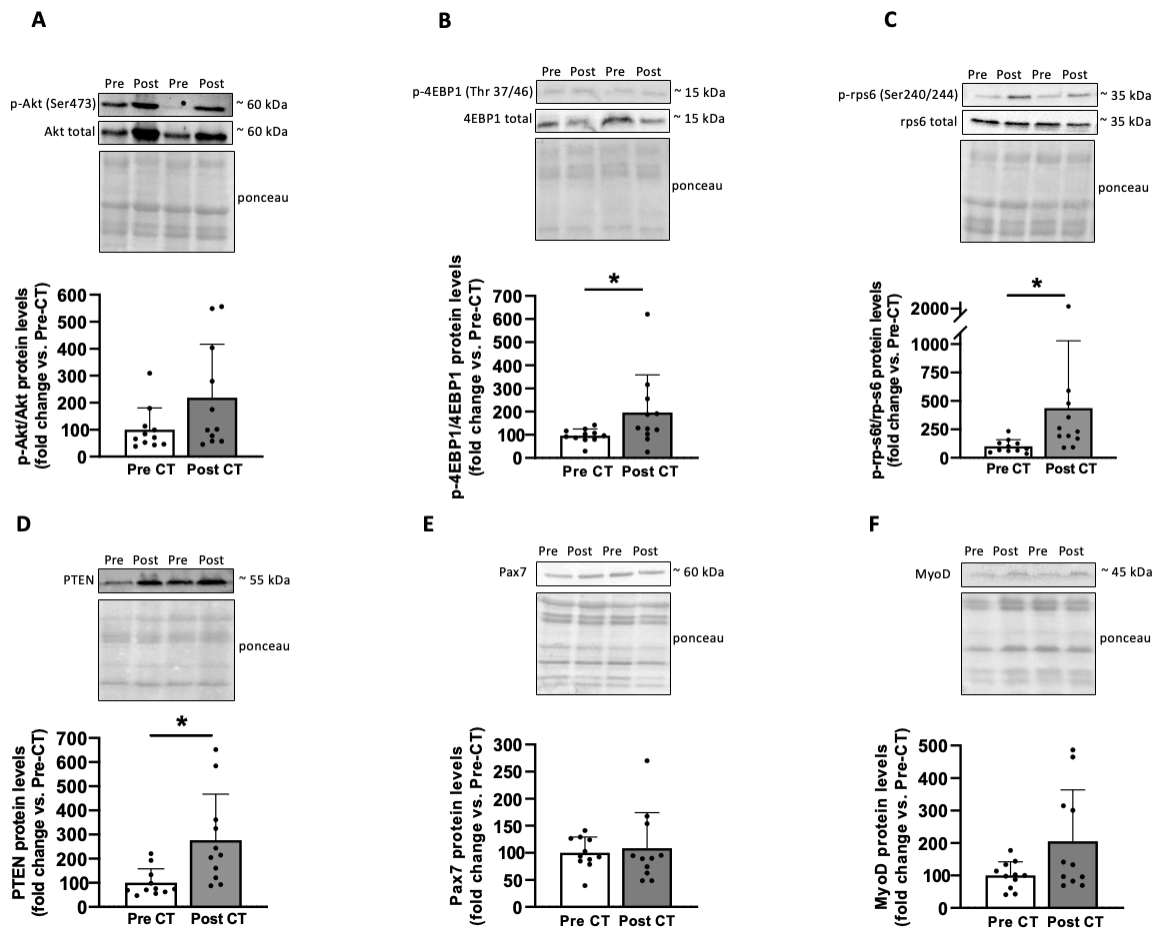 A
Pre Post Pre Post
p-Akt (Ser473)
~ 60 kDa
Akt total
~ 60 kDa
ponceau
p-Akt/Akt protein levels
(fold change vs. Pre-CT)
600
500
400
300
200
100
0
Pre CT Post CT
B
Pre Post Pre Post
p-4EBP1 (Thr 37/46)
~ 15 kDa
4EBP1 total
~ 15 kDa
ponceau
p-4EBP1/4EBP1 protein levels
(fold change vs. Pre-CT)
*
700
600
500
400
300
200
100
0
Pre CT Post CT
C
Pre Post Pre Post
p-rps6 (Ser240/244)
~ 35 kDa
rps6 total
~ 35 kDa
ponceau
p-rp-s6t/rp-s6 protein levels
(fold change vs. Pre-CT)
*
2000
1000
750
500
250
0
Pre CT Post CT
D
Pre Post Pre Post
PTEN
~ 55 kDa
ponceau
PTEN protein levels
(fold change vs. Pre-CT)
*
700
600
500
400
300
200
100
0
Pre CT Post CT
E
Pre Post Pre Post
Pax7
~ 60 kDa
ponceau
Pax7 protein levels
(fold change vs. Pre-CT)
300
250
200
150
100
50
0
Pre CT Post CT
F
Pre Post Pre Post
MyoD
~ 45 kDa
ponceau
MyoD protein levels
(fold change vs. Pre-CT)
500
400
300
200
100
0
Pre CT Post CT